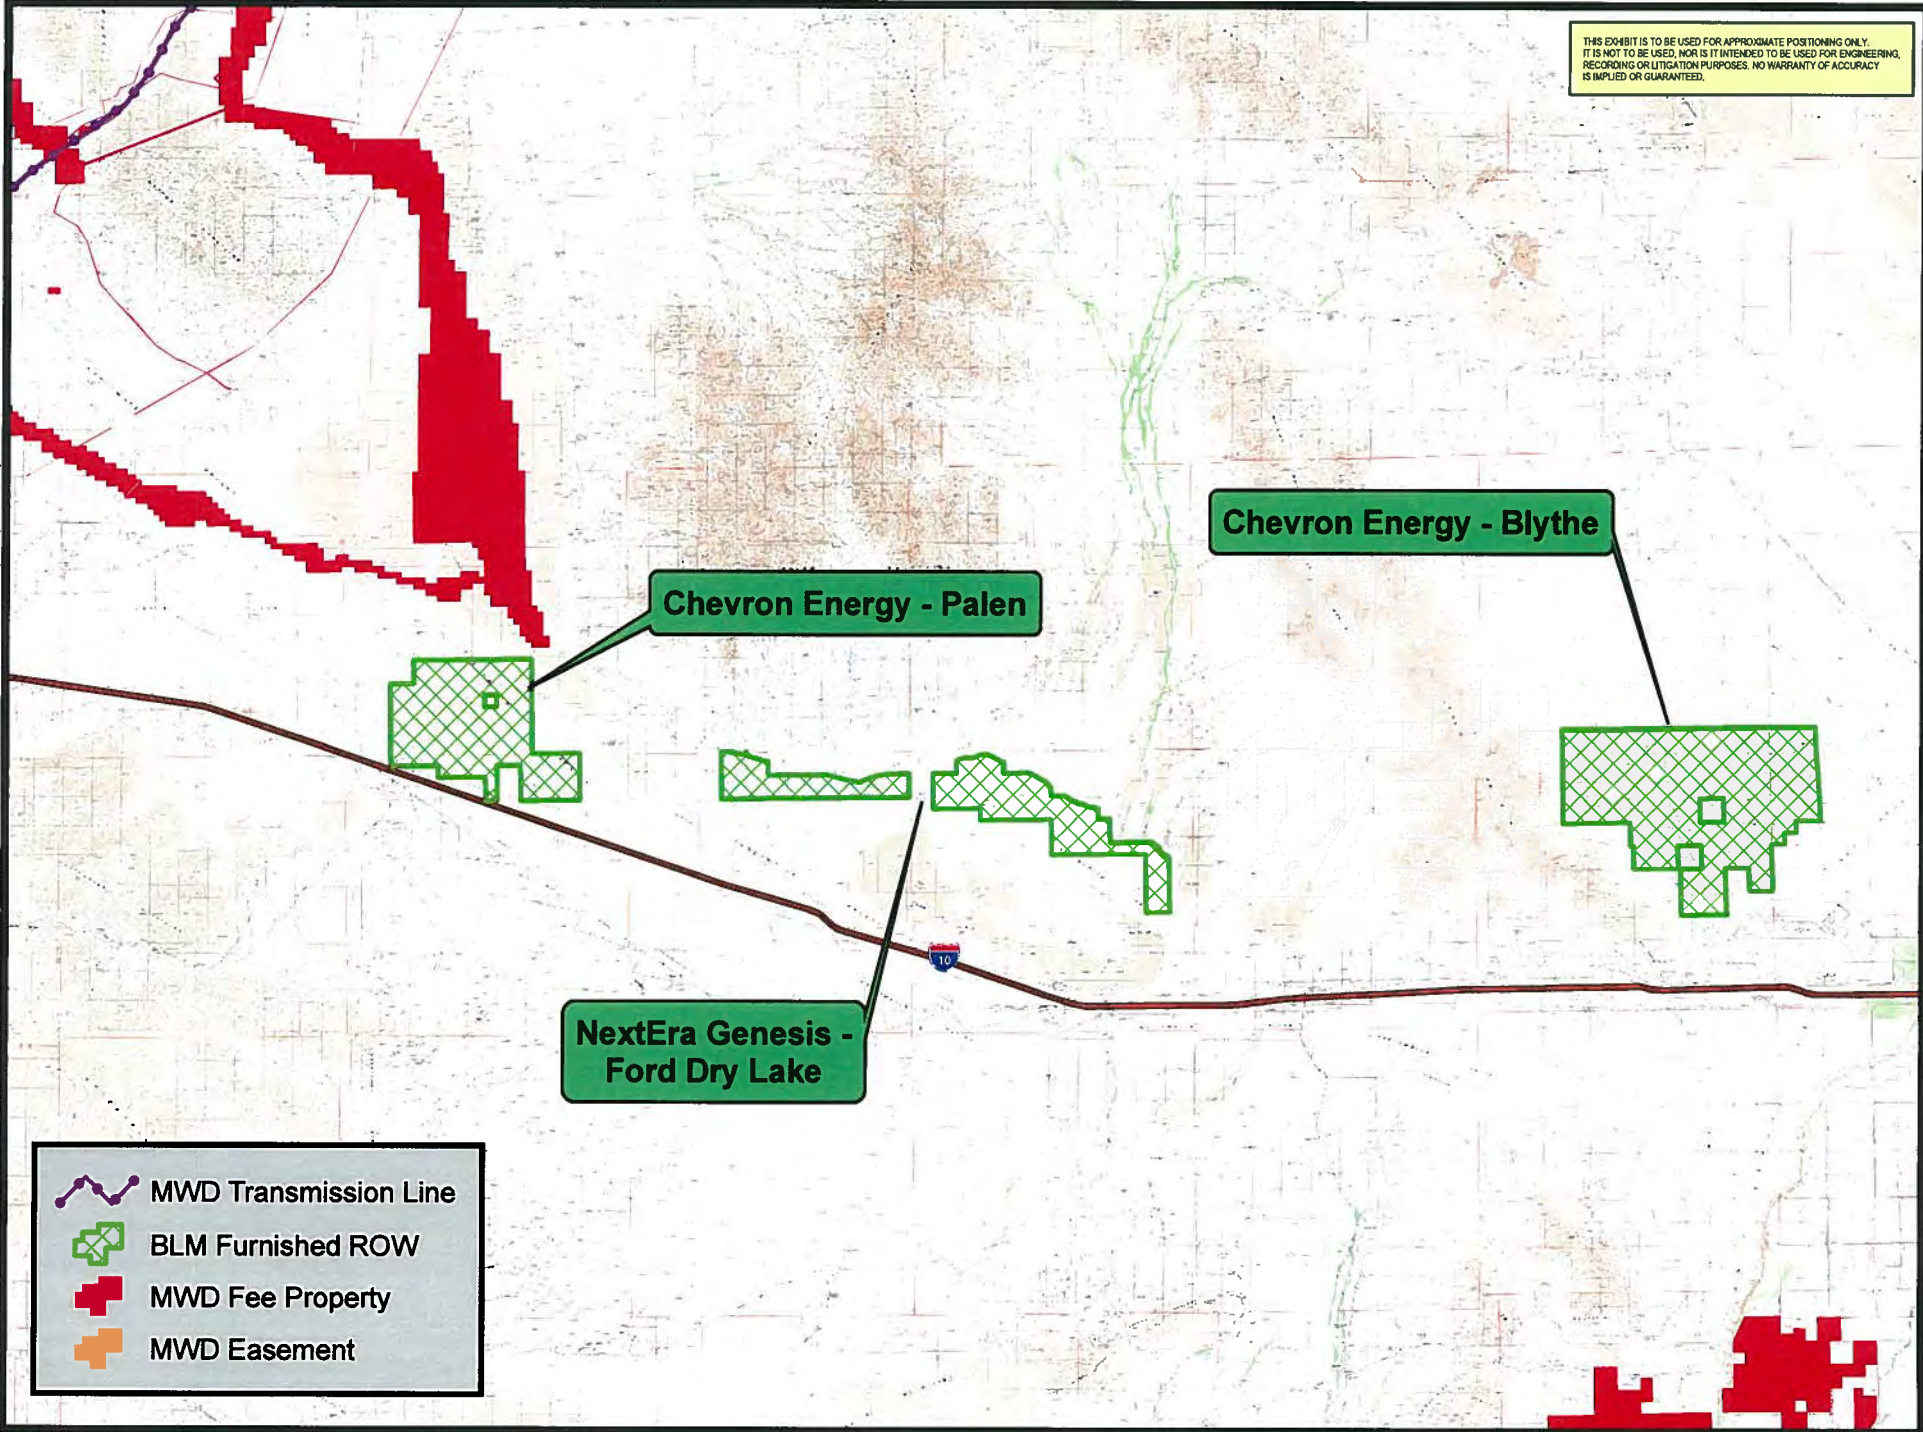 THIS EXHIBIT IS TO BE USED FOR APPROXIMATE POSITIONING ONLY.
IT IS NOT TO BE USED, NOR IS IT INTENDED TO BE USED FOR ENGINEERING,
RECORDING OR LITIGATION PURPOSES. NO WARRANTY OF ACCURACY
IS IMPLIED OR GUARANTEED.
Chevron Energy - Blythe
Chevron Energy - Palen
10
NextEra Genesis -
Ford Dry Lake
MWD Transmission Line
BLM Furnished ROW
MWD Fee Property
MWD Easement